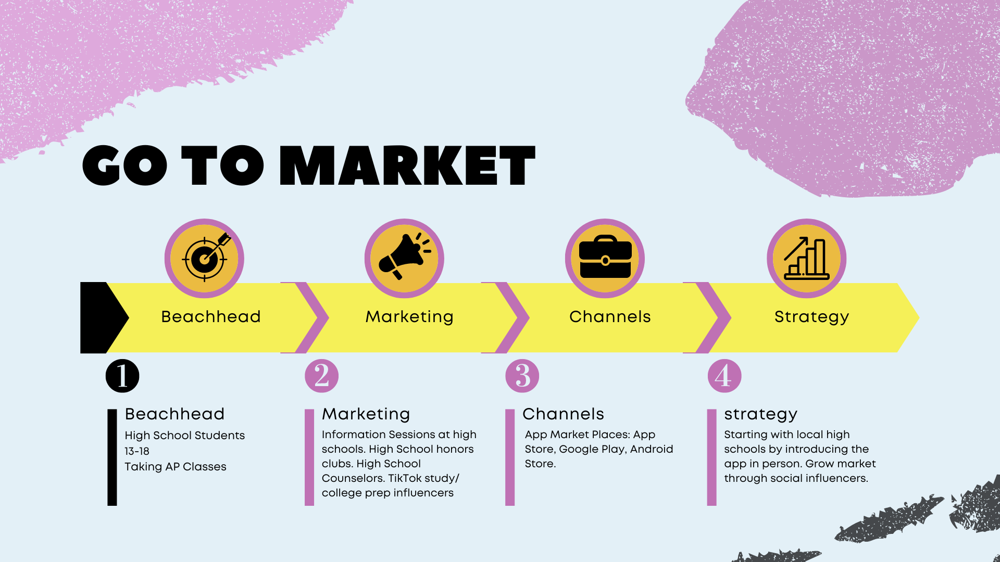 GO TO MARKET
Beachhead
Marketing
Channels
Strategy
1
2
3
4
Beachhead
High School Students
13-18
Taking AP Classes
Marketing
Information Sessions at high
schools. High School honors
clubs. High School
Counselors. TikTok study/
college prep influencers
Channels
App Market Places: App
Store, Google Play, Android
Store.
strategy
Starting with local high
schools by introducing the
app in person. Grow market
through social influencers.